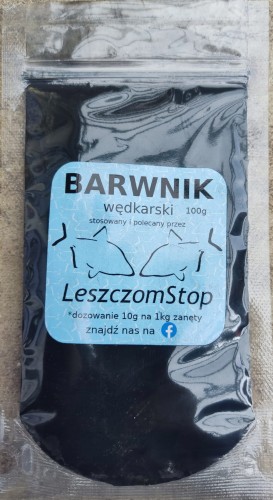 BARWNIK
wędkarski 100g
stosowany i polecany przez
LeszczomStop
*dozowanie 10g na 1kg zanęty
znajdź nas na